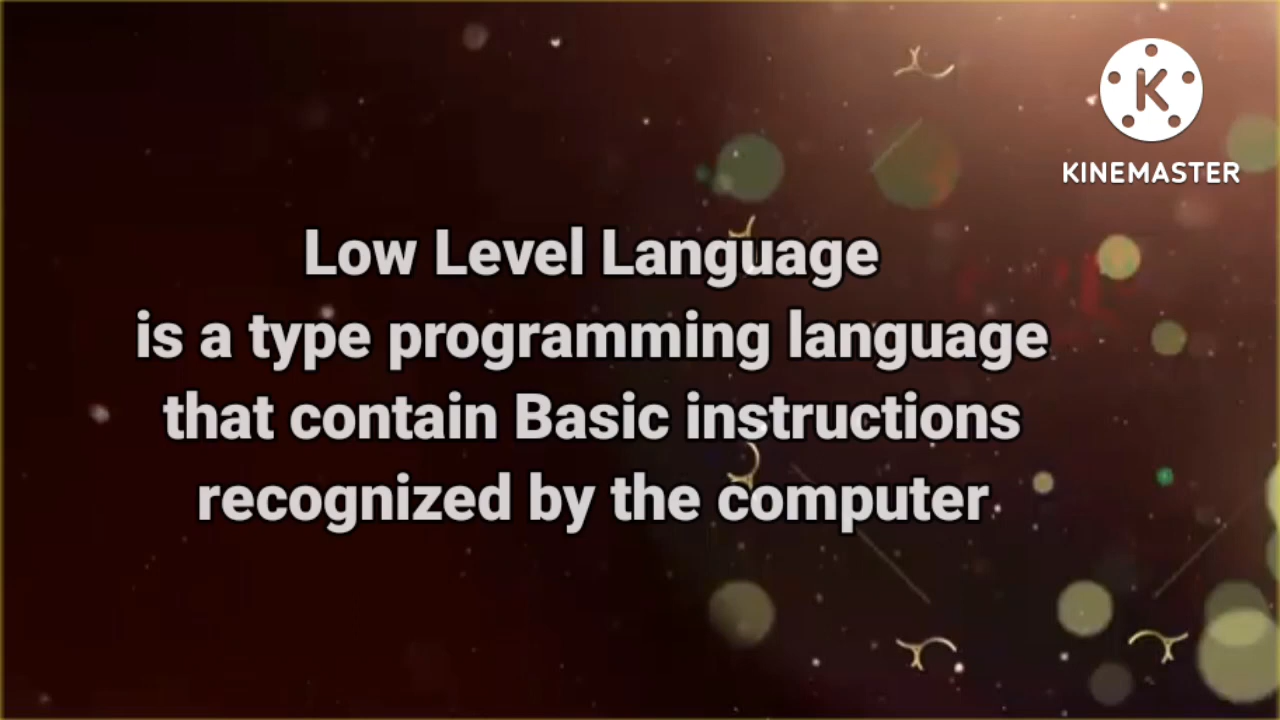 K
KINEMASTER
Low Level Language
is a type programming language
that contain Basic instructions
recognized by the computer